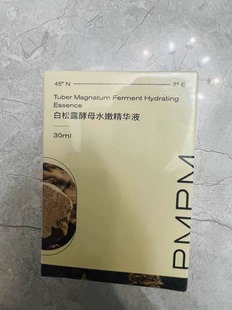 45° N
7° E
Tuber Magnatum Ferment Hydrating
Essence
白松露酵母水嫩精华液
30ml
PMPM